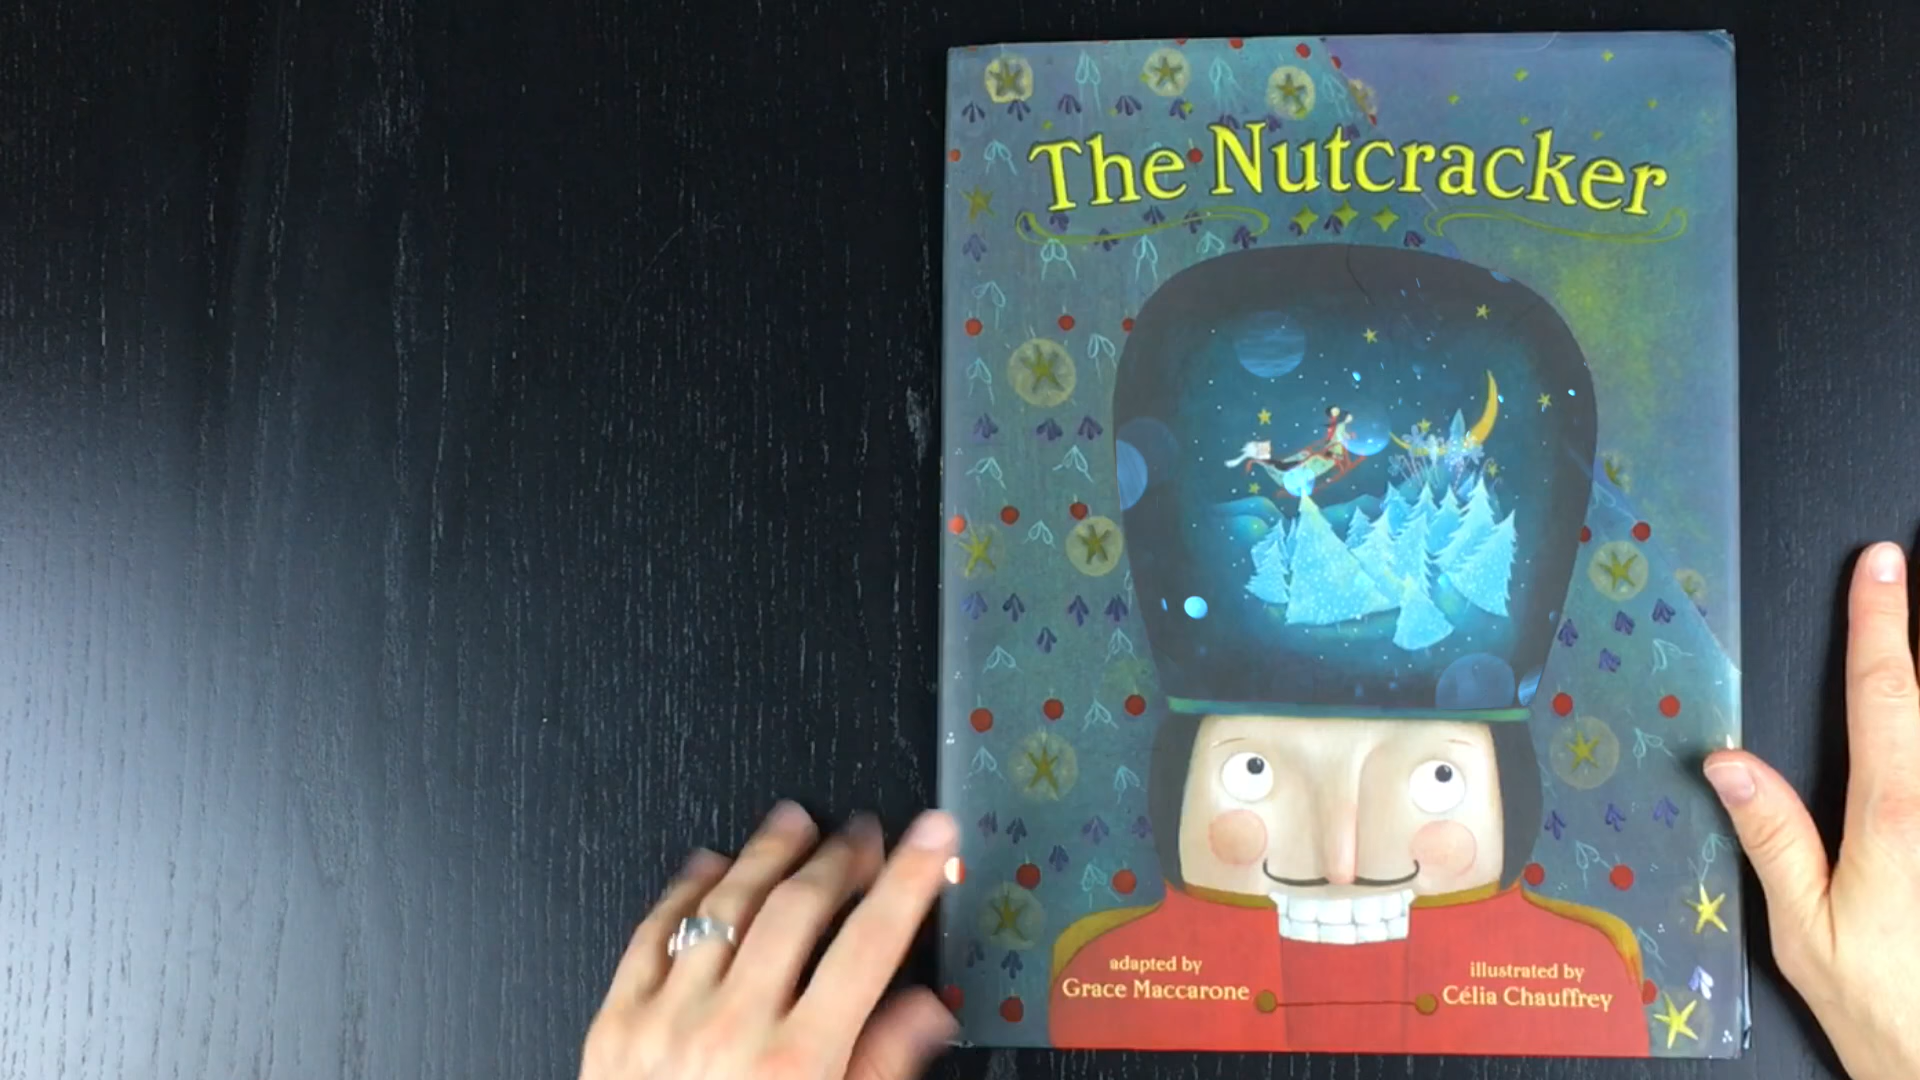 The Nutcracker
adapted by
Grace Maccarone
illustrated by
Célia Chauffrey